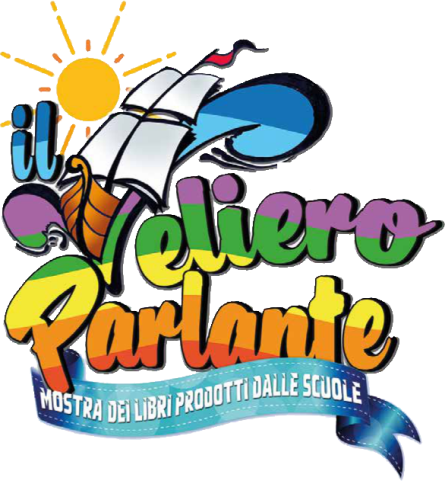 il
Veliero
Parlante
MOSTRA DEI LIBRI PRODOTTI DALLE SCUOLE